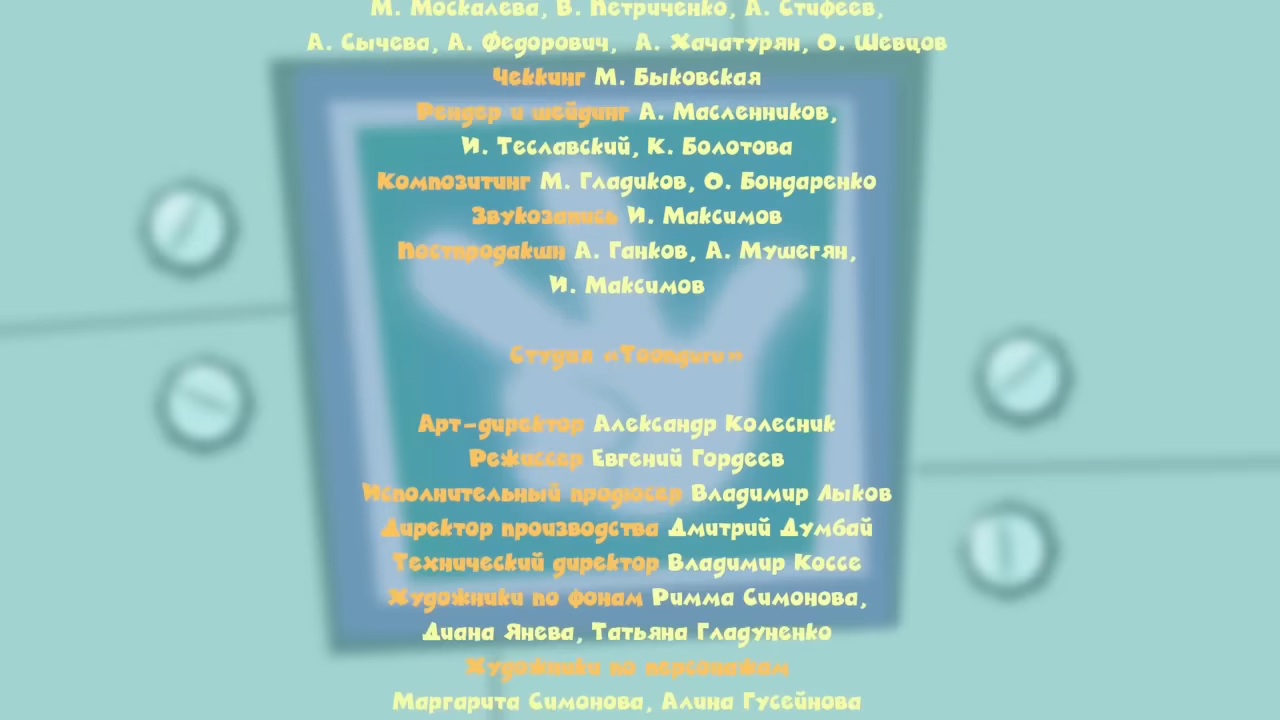 М. Москалёва, В. Петриченко, А. Стифеев,
А. Сычева, А. Федорович, А. Хачатурян, О. Шевцов
Чеккинг М. Быковская
Рендер и шейдинг А. Масленников,
И. Теславский, К. Болотова
Композитинг М. Гладиков, О. Бондаренко
Звукозапись И. Максимов
Постпродакшн А. Ганков, А. Мушегян,
И. Максимов
Студия «Toonguru»
Арт-директор Александр Колесник
Режиссер Евгений Гордеев
Исполнительный продюсер Владимир Лыков
Директор производства Дмитрий Думбай
Технический директор Владимир Коссе
Художники по фонам Римма Симонова,
Диана Янева, Татьяна Гладуненко
Художники по персонажам
Маргарита Симонова, Алина Гусейнова